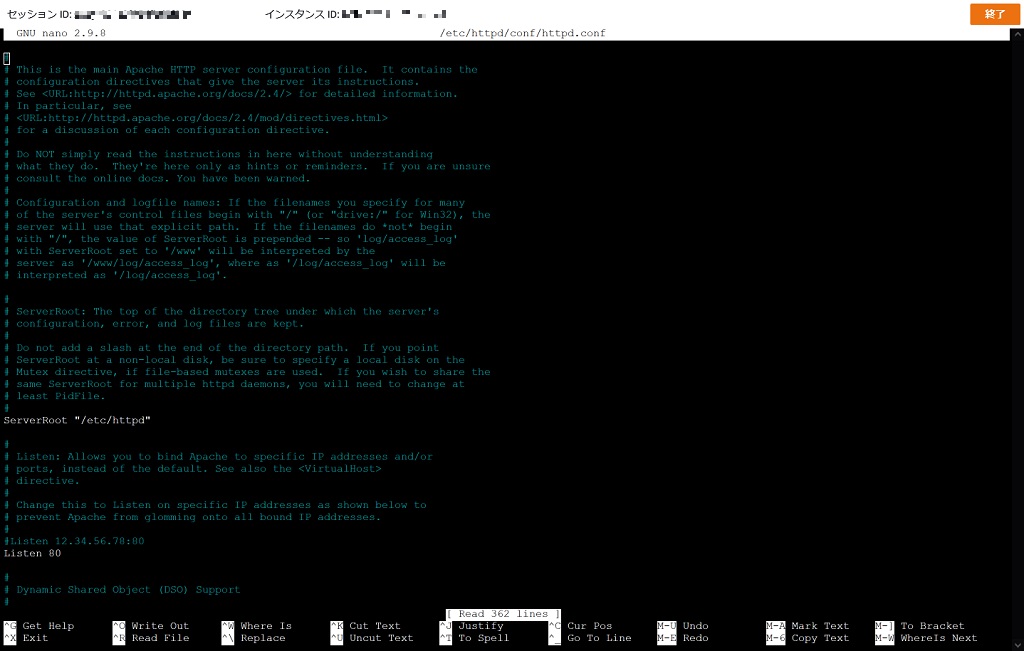 セッション ID:
インスタンス ID:
終了
GNU nano 2.9.8
/etc/httpd/conf/httpd.conf
#
# This is the main Apache HTTP server configuration file.  It contains the
# configuration directives that give the server its instructions.
# See <URL:http://httpd.apache.org/docs/2.4/> for detailed information.
# In particular, see
# <URL:http://httpd.apache.org/docs/2.4/mod/directives.html>
# for a discussion of each configuration directive.
#
# Do NOT simply read the instructions in here without understanding
# what they do.  They're here only as hints or reminders.  If you are unsure
# consult the online docs. You have been warned.
#
# Configuration and logfile names: If the filenames you specify for many
# of the server's control files begin with "/" (or "drive:/" for Win32), the
# server will use that explicit path.  If the filenames do *not* begin
# with "/", the value of ServerRoot is prepended -- so 'log/access_log'
# with ServerRoot set to '/www' will be interpreted by the
# server as '/www/log/access_log', where as '/log/access_log' will be
# interpreted as '/log/access_log'.
#
# ServerRoot: The top of the directory tree under which the server's
# configuration, error, and log files are kept.
#
# Do not add a slash at the end of the directory path.  If you point
# ServerRoot at a non-local disk, be sure to specify a local disk on the
# Mutex directive, if file-based mutexes are used.  If you wish to share the
# same ServerRoot for multiple httpd daemons, you will need to change at
# least PidFile.
#
ServerRoot "/etc/httpd"
#
# Listen: Allows you to bind Apache to specific IP addresses and/or
# ports, instead of the default. See also the <VirtualHost>
# directive.
#
# Change this to Listen on specific IP addresses as shown below to
# prevent Apache from glomming onto all bound IP addresses.
#
#Listen 12.34.56.78:80
Listen 80
#
# Dynamic Shared Object (DSO) Support
#
[ Read 362 lines ]
^G Get Help ^O Write Out ^W Where Is ^K Cut Text ^J Justify ^C Cur Pos M-U Undo M-A Mark Text M-] To Bracket
^X Exit ^R Read File ^\ Replace ^U Uncut Text ^T To Spell ^_ Go To Line M-E Redo M-6 Copy Text M-W WhereIs Next